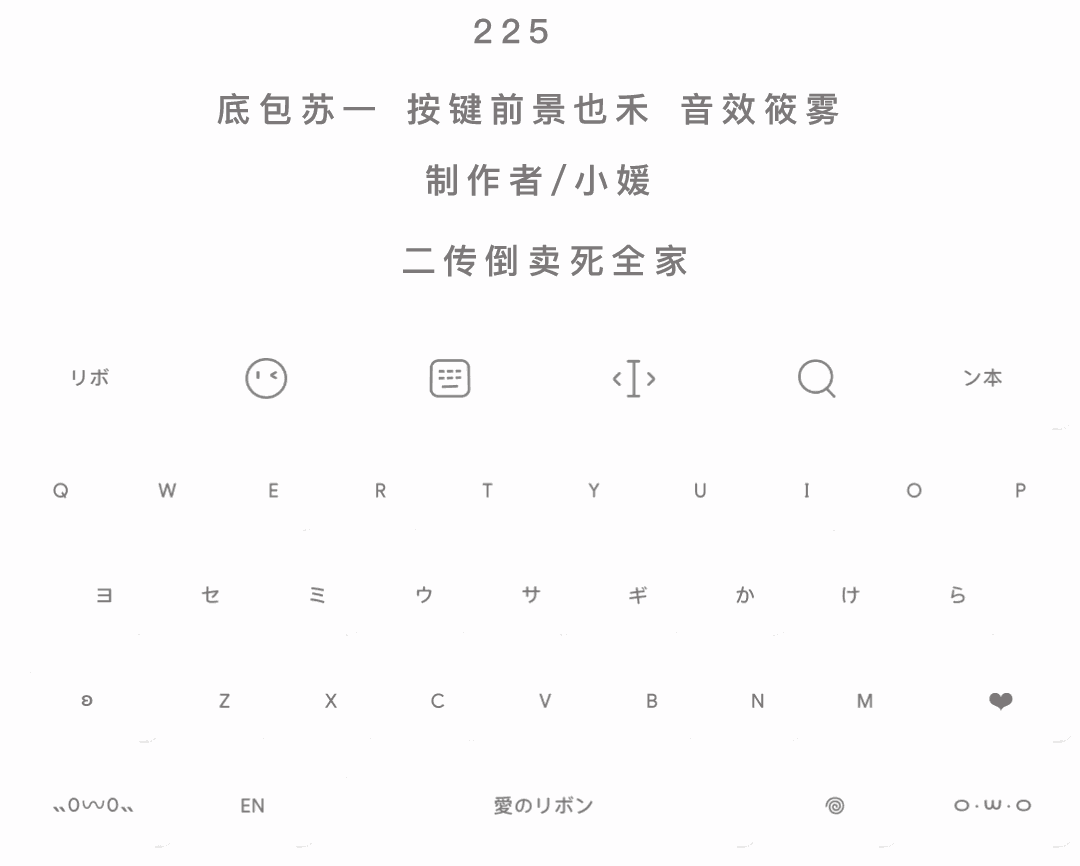 225
底包苏一 按键前景也禾 音效筱雾
制作者/小媛
二传倒卖死全家
リボ ン本
Q W E R T Y U I O P
ヨ セ ミ ウ サ ギ か け ら
ʚ Z X C V B N M ❤
〟0〰0〟 EN 愛のリボン ꩜ o·ɯ·o